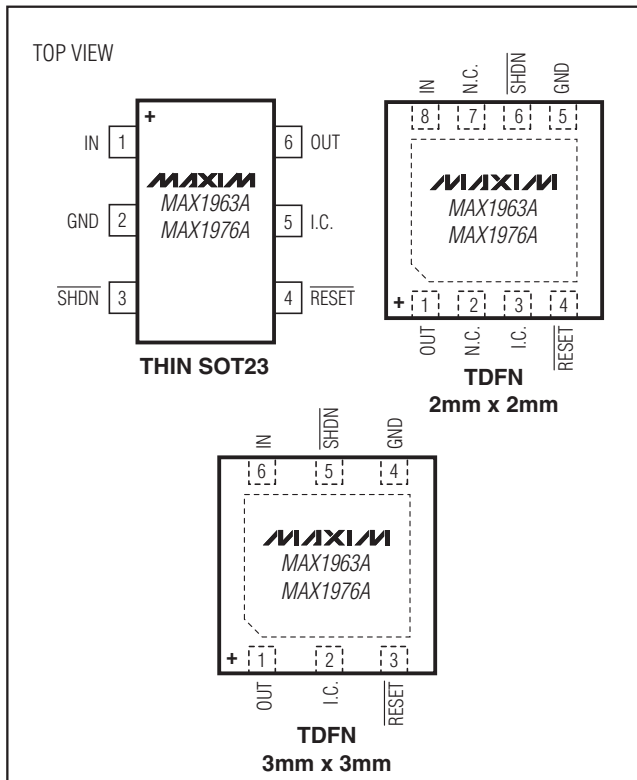 TOP VIEW
+
IN 1
6 OUT
MAXIM
MAX1963A
MAX1976A
GND 2
5 I.C.
SHDN 3
4 RESET
THIN SOT23
IN N.C. SHDN GND
8 7 6 5
MAXIM
MAX1963A
MAX1976A
+ 1 2 3 4
OUT N.C. I.C. RESET
TDFN
2mm x 2mm
IN SHDN GND
6 5 4
MAXIM
MAX1963A
MAX1976A
+ 1 2 3
OUT I.C. RESET
TDFN
3mm x 3mm